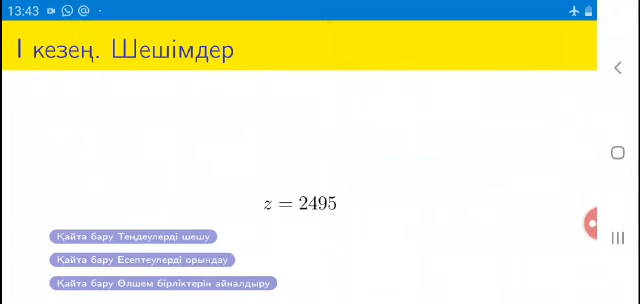 13:43
I кезең. Шешімдер
z = 2495
Қайта бару Теңдеулерді шешу
Қайта бару Есептеулерді орындау
Қайта бару Өлшем бірліктерін айналдыру